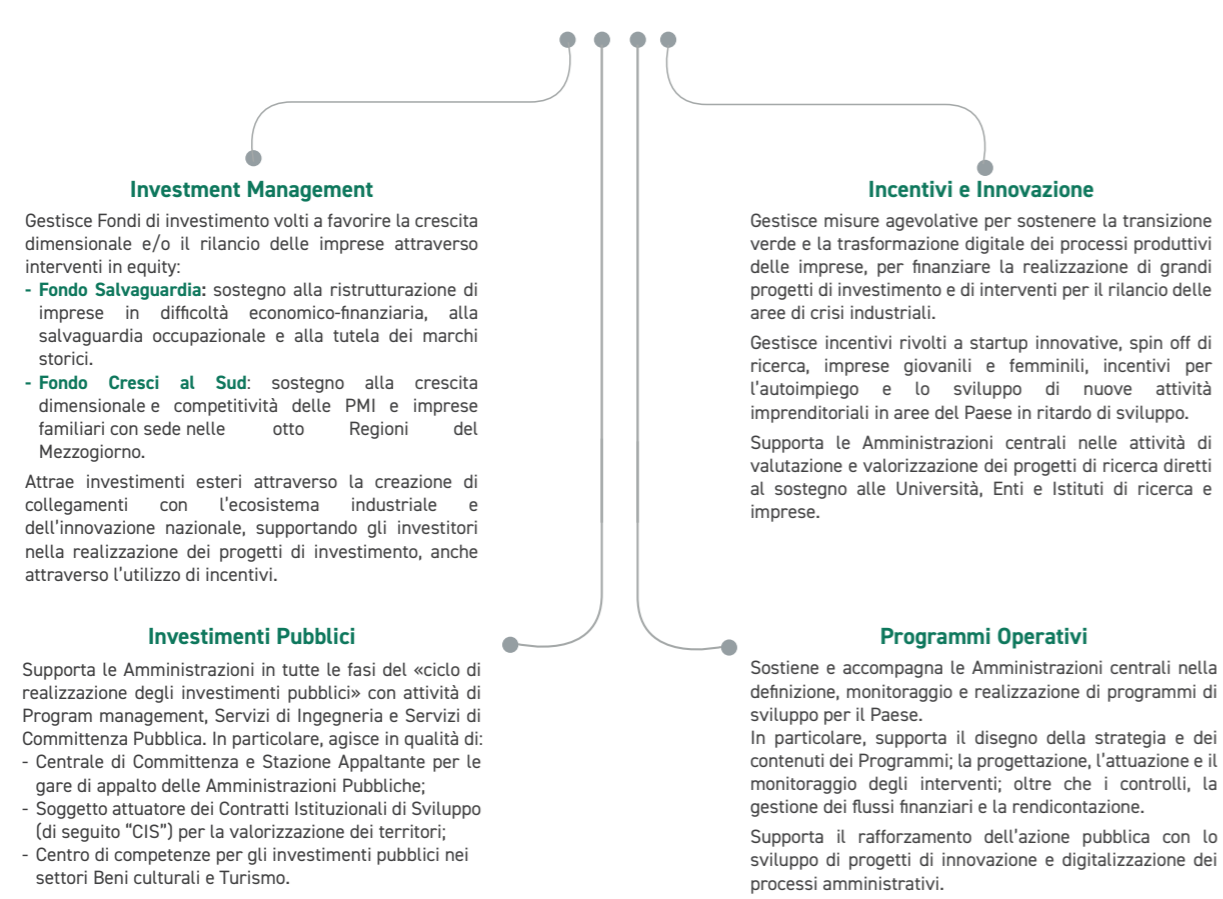 Investment Management
Gestisce Fondi di investimento volti a favorire la crescita
dimensionale e/o il rilancio delle imprese attraverso
interventi in equity:
- Fondo Salvaguardia: sostegno alla ristrutturazione di
imprese in difficoltà economico-finanziaria, alla
salvaguardia occupazionale e alla tutela dei marchi
storici.
- Fondo Cresci al Sud: sostegno alla crescita
dimensionale e competitività delle PMI e imprese
familiari con sede nelle otto Regioni del
Mezzogiorno.
Attrae investimenti esteri attraverso la creazione di
collegamenti con l'ecosistema industriale e
dell'innovazione nazionale, supportando gli investitori
nella realizzazione dei progetti di investimento, anche
attraverso l'utilizzo di incentivi.
Incentivi e Innovazione
Gestisce misure agevolative per sostenere la transizione
verde e la trasformazione digitale dei processi produttivi
delle imprese, per finanziare la realizzazione di grandi
progetti di investimento e di interventi per il rilancio delle
aree di crisi industriali.
Gestisce incentivi rivolti a startup innovative, spin off di
ricerca, imprese giovanili e femminili, incentivi per
l'autoimpiego e lo sviluppo di nuove attività
imprenditoriali in aree del Paese in ritardo di sviluppo.
Supporta le Amministrazioni centrali nelle attività di
valutazione e valorizzazione dei progetti di ricerca diretti
al sostegno alle Università, Enti e Istituti di ricerca e
imprese.
Investimenti Pubblici
Supporta le Amministrazioni in tutte le fasi del «ciclo di
realizzazione degli investimenti pubblici» con attività di
Program management, Servizi di Ingegneria e Servizi di
Committenza Pubblica. In particolare, agisce in qualità di:
- Centrale di Committenza e Stazione Appaltante per le
gare di appalto delle Amministrazioni Pubbliche;
- Soggetto attuatore dei Contratti Istituzionali di Sviluppo
(di seguito "CIS") per la valorizzazione dei territori;
- Centro di competenze per gli investimenti pubblici nei
settori Beni culturali e Turismo.
Programmi Operativi
Sostiene e accompagna le Amministrazioni centrali nella
definizione, monitoraggio e realizzazione di programmi di
sviluppo per il Paese.
In particolare, supporta il disegno della strategia e dei
contenuti dei Programmi; la progettazione, l'attuazione e il
monitoraggio degli interventi; oltre che i controlli, la
gestione dei flussi finanziari e la rendicontazione.
Supporta il rafforzamento dell'azione pubblica con lo
sviluppo di progetti di innovazione e digitalizzazione dei
processi amministrativi.